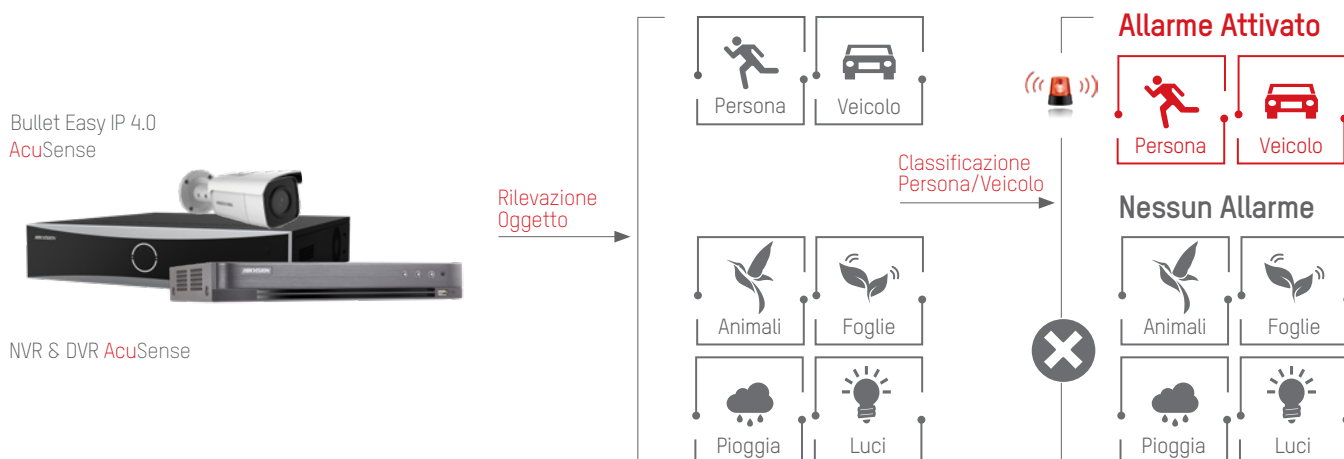 Bullet Easy IP 4.0
AcuSense
HIKVISION
NVR & DVR AcuSense
Rilevazione
Oggetto
Persona
Veicolo
Animali
Foglie
Pioggia
Luci
Classificazione
Persona/Veicolo
Allarme Attivato
Persona
Veicolo
Nessun Allarme
Animali
Foglie
Pioggia
Luci